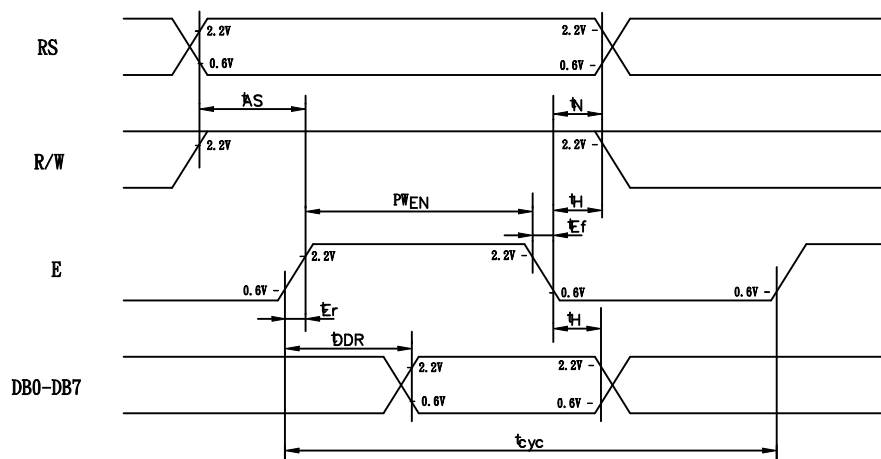 RS
2.2V
2.2V
0.6V
0.6V
tAS
tN
R/W
2.2V
2.2V
PWEN
tH
tEf
E
2.2V
2.2V
0.6V
0.6V
0.6V
tEr
tH
tDDR
DB0-DB7
2.2V
2.2V
0.6V
0.6V
tcyc